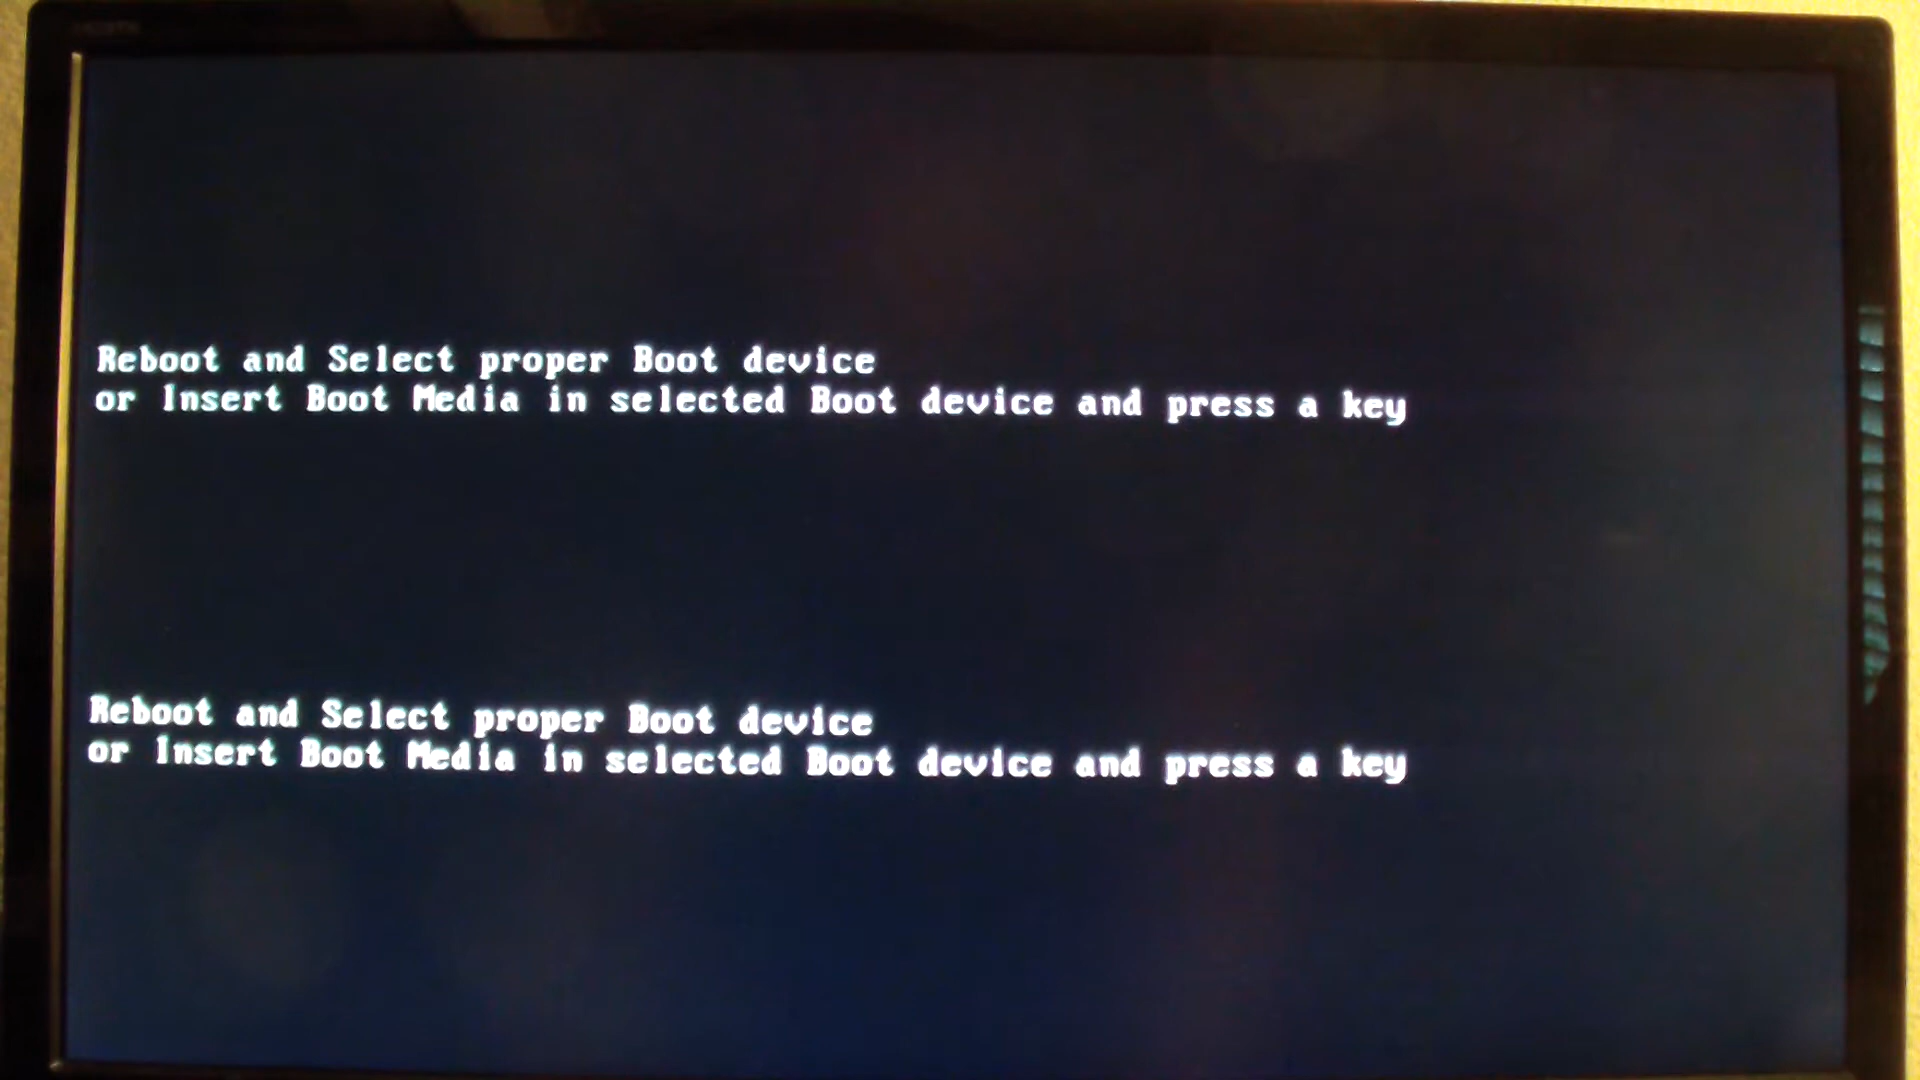 Reboot and Select proper Boot device
or Insert Boot Media in selected Boot device and press a key
Reboot and Select proper Boot device
or Insert Boot Media in selected Boot device and press a key